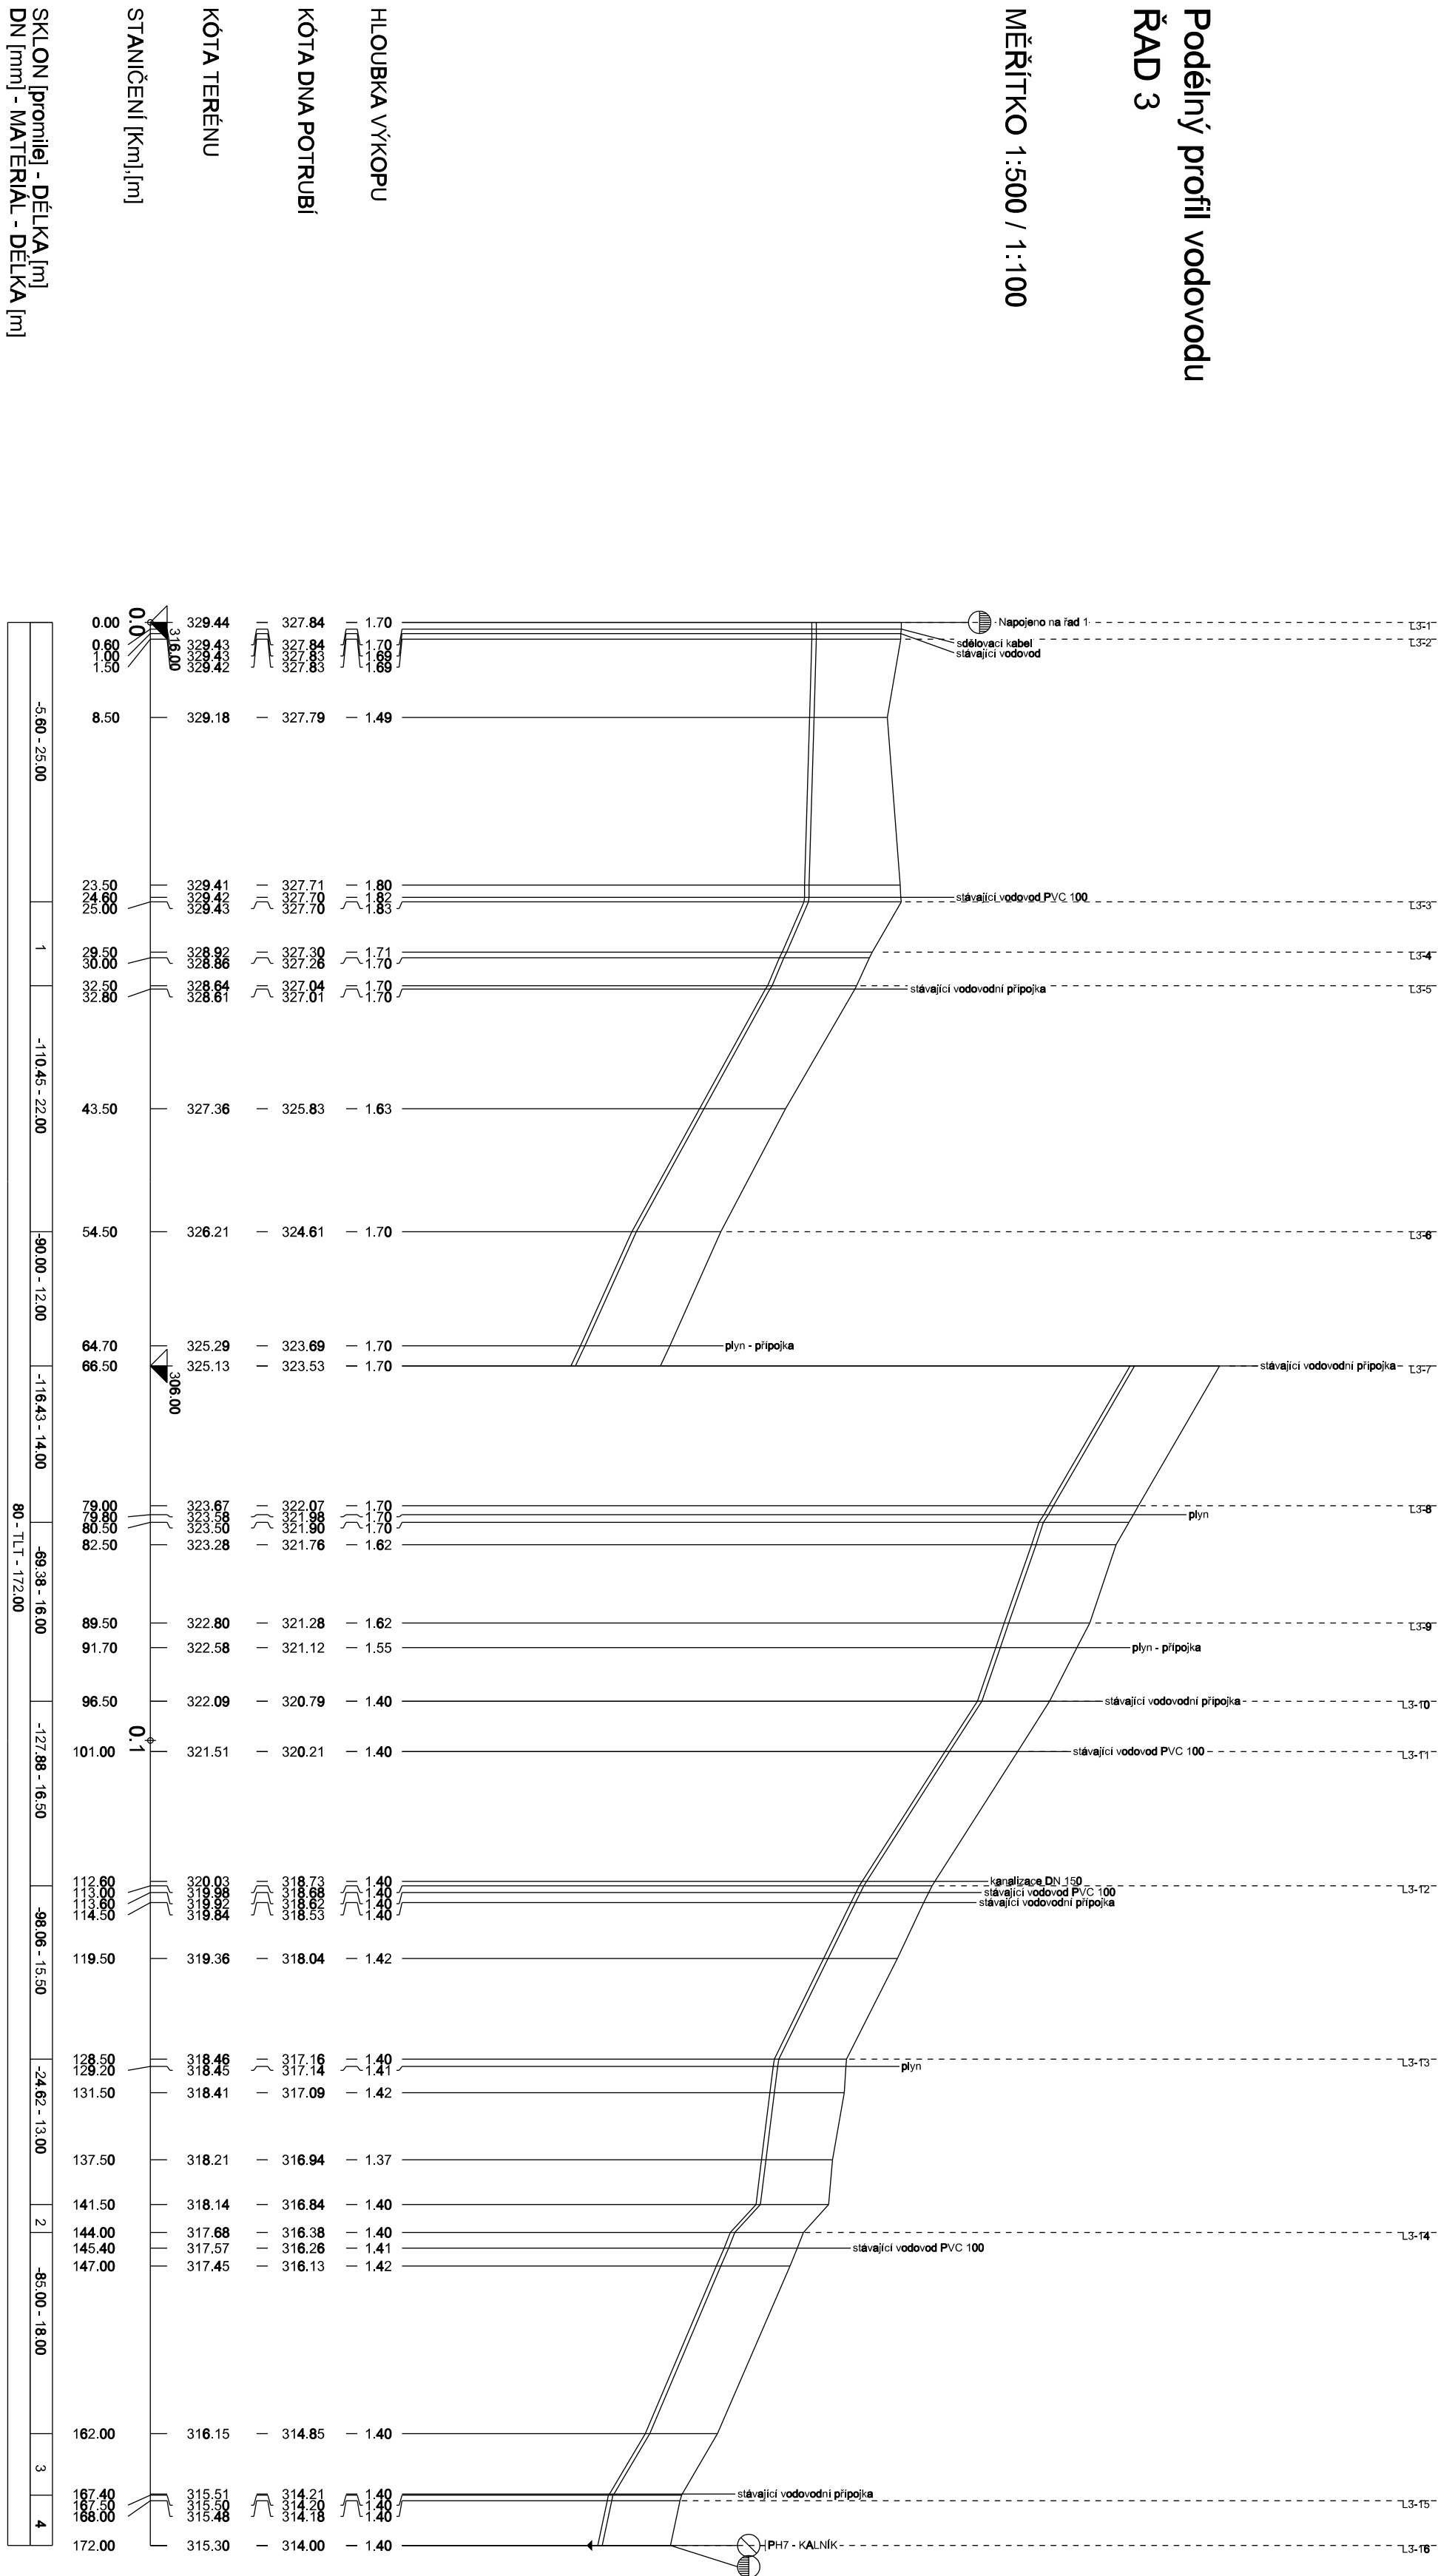 Podélný profil vodovodu
ŘAD 3
MĚŘÍTKO 1:500 / 1:100
HLOUBKA VÝKOPU
KÓTA DNA POTRUBÍ
KÓTA TERÉNU
STANIČENÍ [Km],[m]
SKLON [promile] - DÉLKA [m]
DN [mm] - MATERIÁL - DÉLKA [m]
0.0
316.00
0.00 329.44 327.84 1.70 Napojeno na řad 1 L3-1
0.60 329.43 327.84 1.70 sdělovací kabel L3-2
1.00 329.43 327.83 1.69 stávající vodovod
1.50 329.42 327.83 1.69
8.50 329.18 327.79 1.49
-5.60 - 25.00
23.50 329.41 327.71 1.80
24.60 329.42 327.70 1.82 stávající vodovod PVC 100
25.00 329.43 327.70 1.83 L3-3
1
29.50 328.92 327.30 1.71 L3-4
30.00 328.86 327.26 1.70
32.50 328.64 327.04 1.70 L3-5
32.80 328.61 327.01 1.70 stávající vodovodní přípojka
-110.45 - 22.00
43.50 327.36 325.83 1.63
54.50 326.21 324.61 1.70 L3-6
-90.00 - 12.00
64.70 325.29 323.69 1.70 plyn - přípojka
66.50 325.13 323.53 1.70 stávající vodovodní přípojka L3-7
306.00
-116.43 - 14.00
79.00 323.67 322.07 1.70 L3-8
79.80 323.58 321.98 1.70 plyn
80.50 323.50 321.90 1.70
82.50 323.28 321.76 1.62
-69.38 - 16.00
80 - TLT - 172.00
89.50 322.80 321.28 1.62 L3-9
91.70 322.58 321.12 1.55 plyn - přípojka
96.50 322.09 320.79 1.40 stávající vodovodní přípojka L3-10
0.1
101.00 321.51 320.21 1.40 stávající vodovod PVC 100 L3-11
-127.88 - 16.50
112.60 320.03 318.73 1.40 kanalizace DN 150
113.00 319.98 318.68 1.40 stávající vodovod PVC 100 L3-12
113.60 319.92 318.62 1.40 stávající vodovodní přípojka
114.50 319.84 318.53 1.40
-98.06 - 15.50
119.50 319.36 318.04 1.42
128.50 318.46 317.16 1.40 L3-13
129.20 318.45 317.14 1.41 plyn
131.50 318.41 317.09 1.42
-24.62 - 13.00
137.50 318.21 316.94 1.37
141.50 318.14 316.84 1.40
2
144.00 317.68 316.38 1.40 L3-14
145.40 317.57 316.26 1.41 stávající vodovod PVC 100
147.00 317.45 316.13 1.42
-85.00 - 18.00
162.00 316.15 314.85 1.40
3
167.40 315.51 314.21 1.40 stávající vodovodní přípojka
167.50 315.50 314.20 1.40 L3-15
168.00 315.48 314.18 1.40
4
172.00 315.30 314.00 1.40 PH7 - KALNÍK L3-16